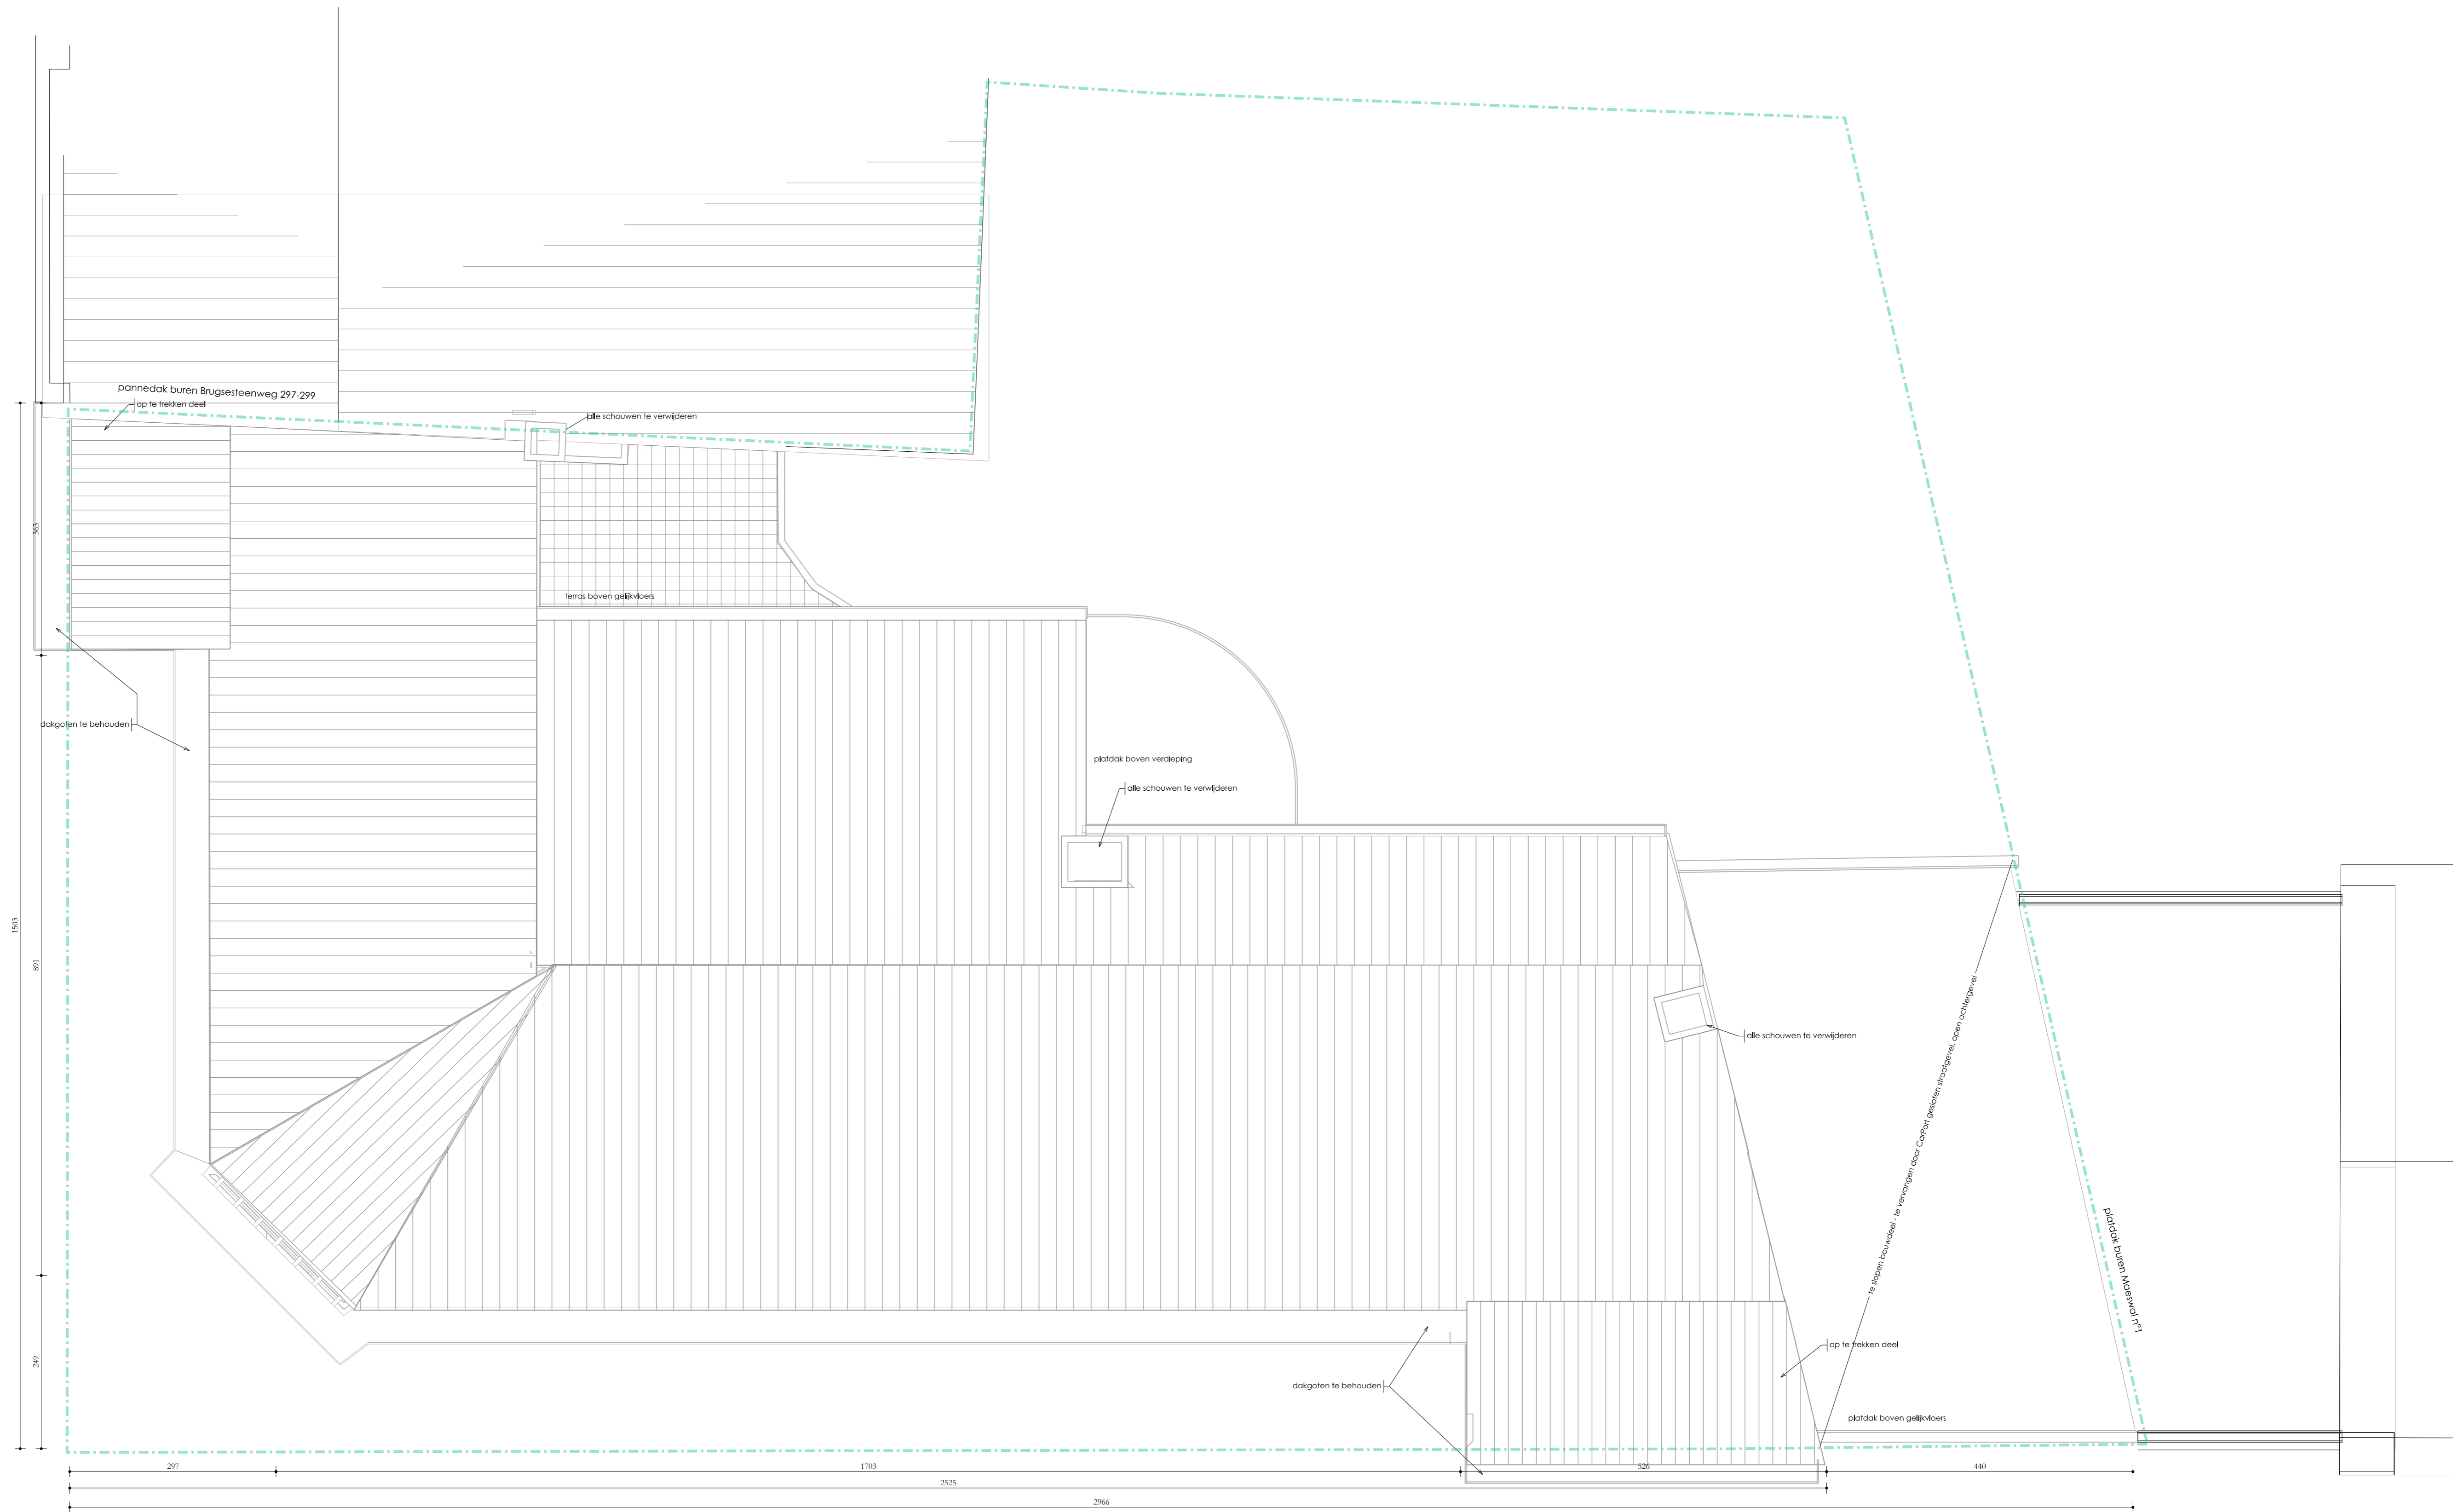 pannedak buren Brugsesteenweg 297-299
op te trekken deel
alle schouwen te verwijderen
363
terras boven gelijkvloers
dakgoten te behouden
platdak boven verdieping
alle schouwen te verwijderen
1503
891
alle schouwen te verwijderen
te slopen bouwdeel - te vervangen door CarPort gesloten straatgevel, open achtergevel
platdak buren Maeswal n°1
249
op te trekken deel
dakgoten te behouden
platdak boven gelijkvloers
297
1703
526
440
2525
2966